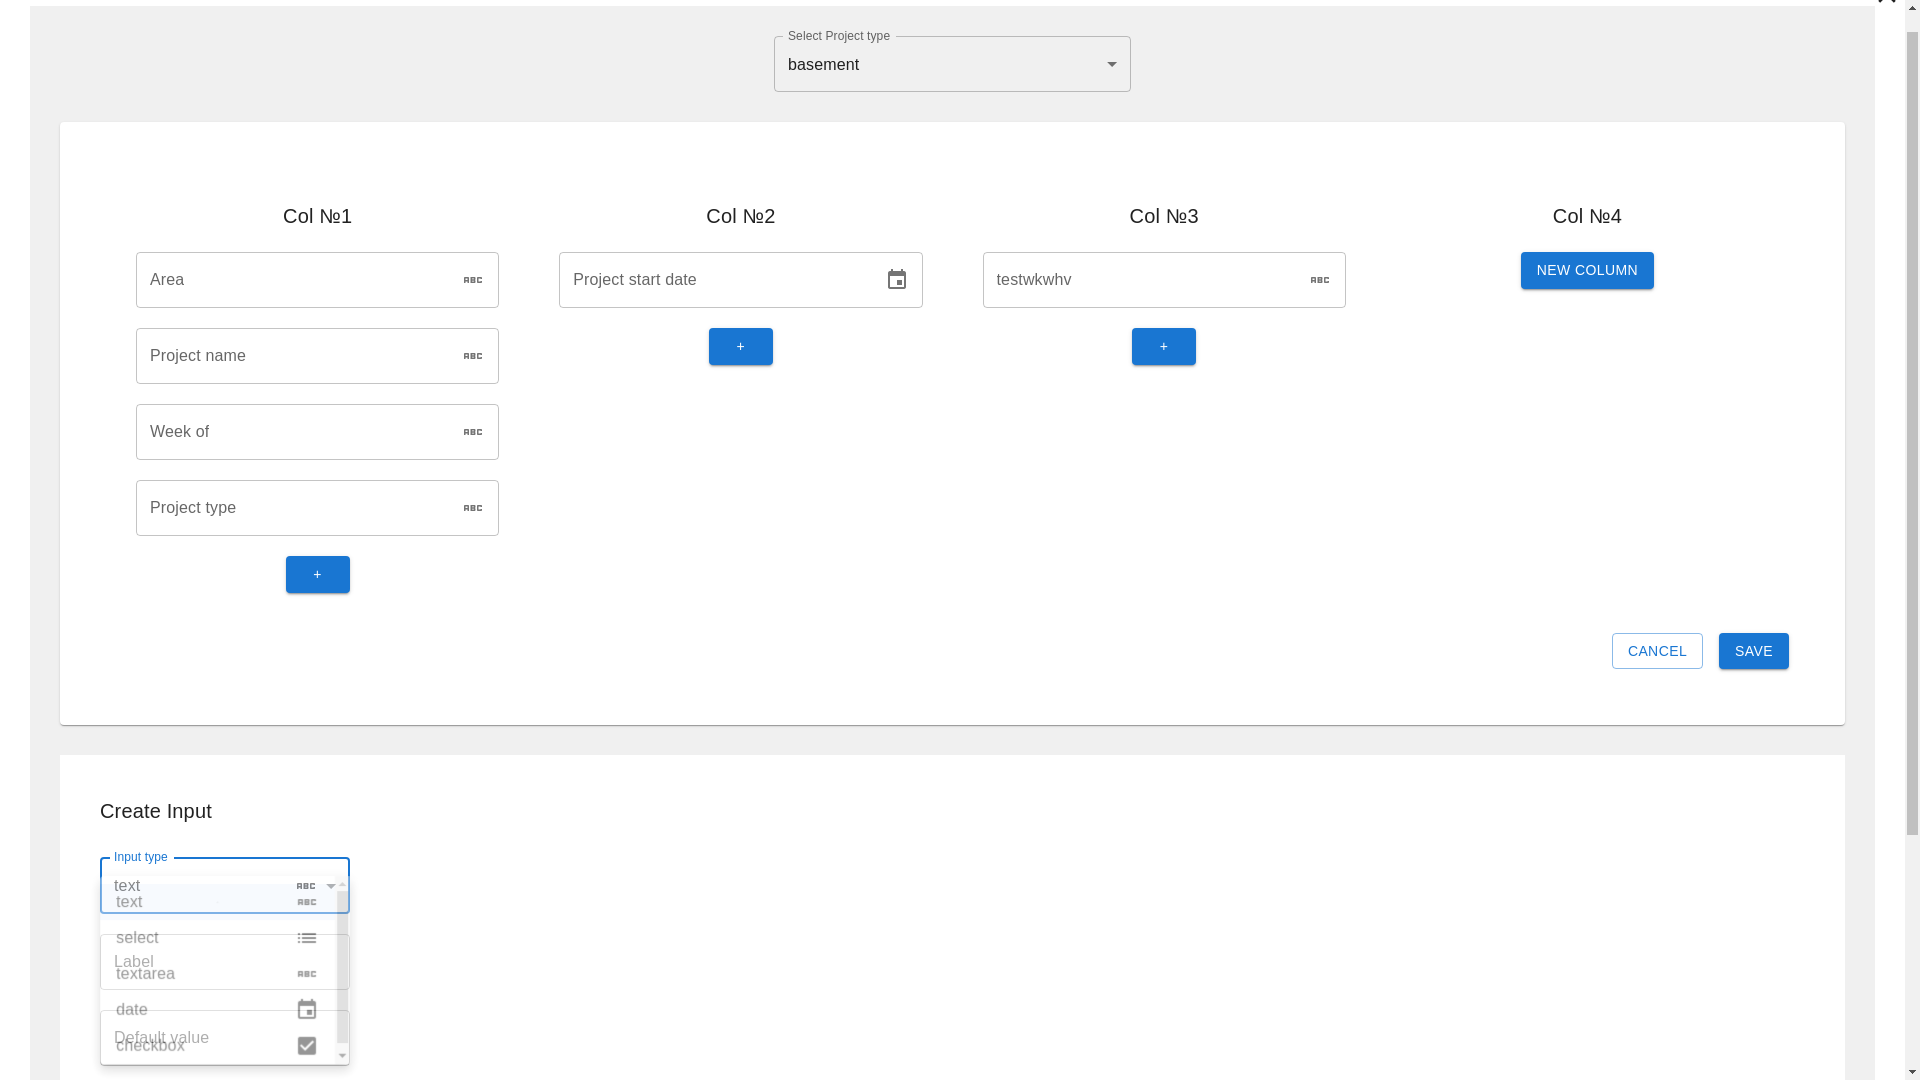 Select Project type
basement
Col №1
Col №2
Col №3
Col №4
Area ABC
Project start date
testwkwhv ABC
NEW COLUMN
Project name ABC
+
+
Week of ABC
Project type ABC
+
CANCEL
SAVE
Create Input
Input type
text ABC
text ABC
select
Label
textarea ABC
date
Default value
checkbox